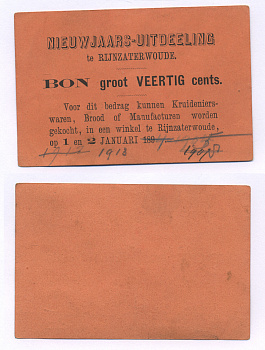 NIEUWJAARS-UITDEELING
te RIJNZATERWOUDE.
BON groot VEERTIG cents.
Voor dit bedrag kunnen Kruideniers-
waren, Brood of Manufacturen worden
gekocht, in een winkel te Rijnzaterwoude,
op 1 en 2 JANUARI 189
1918